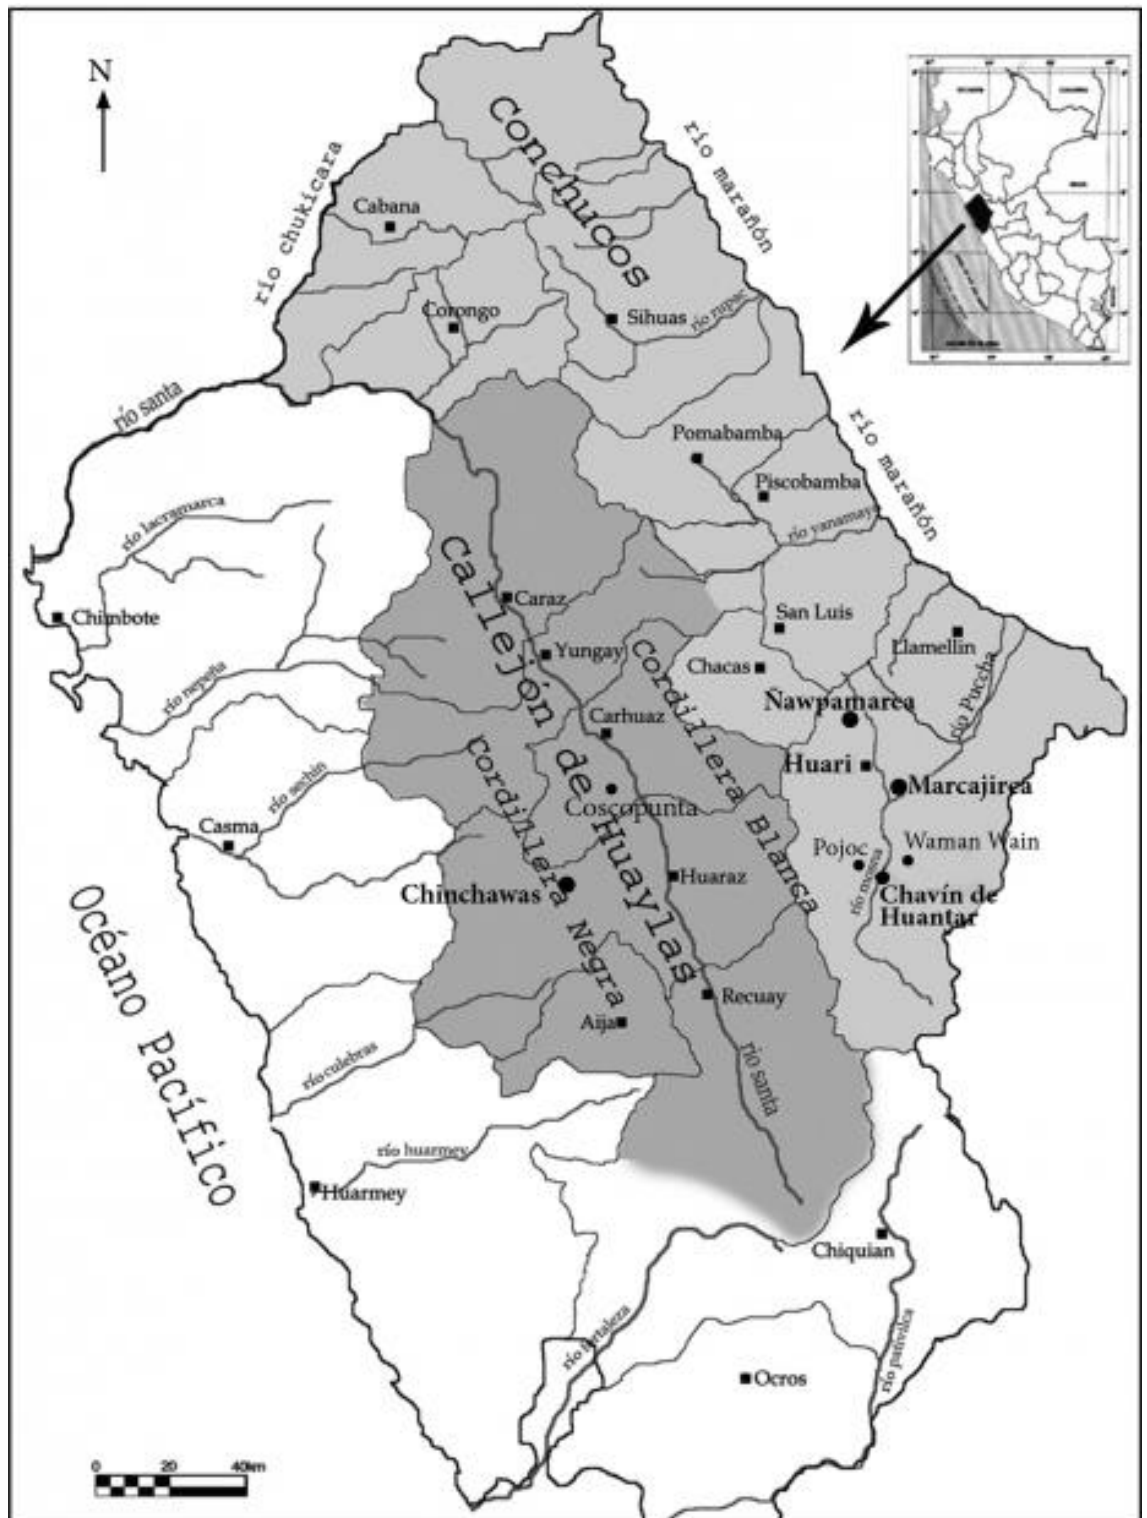 N
Conchucos
río marañón
río chukicara
Cabana
Corongo
Sihuas
río rupac
río santa
río marañón
Pomabamba
Piscobamba
río yanamayo
río lacramarca
Callejón de Huaylas
Caraz
Chimbote
San Luis
Llamellin
Yungay
Cordillera Blanca
Chacas
río Puccha
río nepeña
Ñawpamarca
Carhuaz
Huari
Cordillera Negra
río sechin
Marcajirca
Coscopunta
Casma
Pojoc
Waman Wain
Huaraz
río mosna
Chinchawas
Chavín de
Huantar
Océano Pacífico
Recuay
Aija
río culebras
río santa
río huarmey
Huarmey
Chiquian
río fortaleza
río pativilca
Ocros
0 20 40km